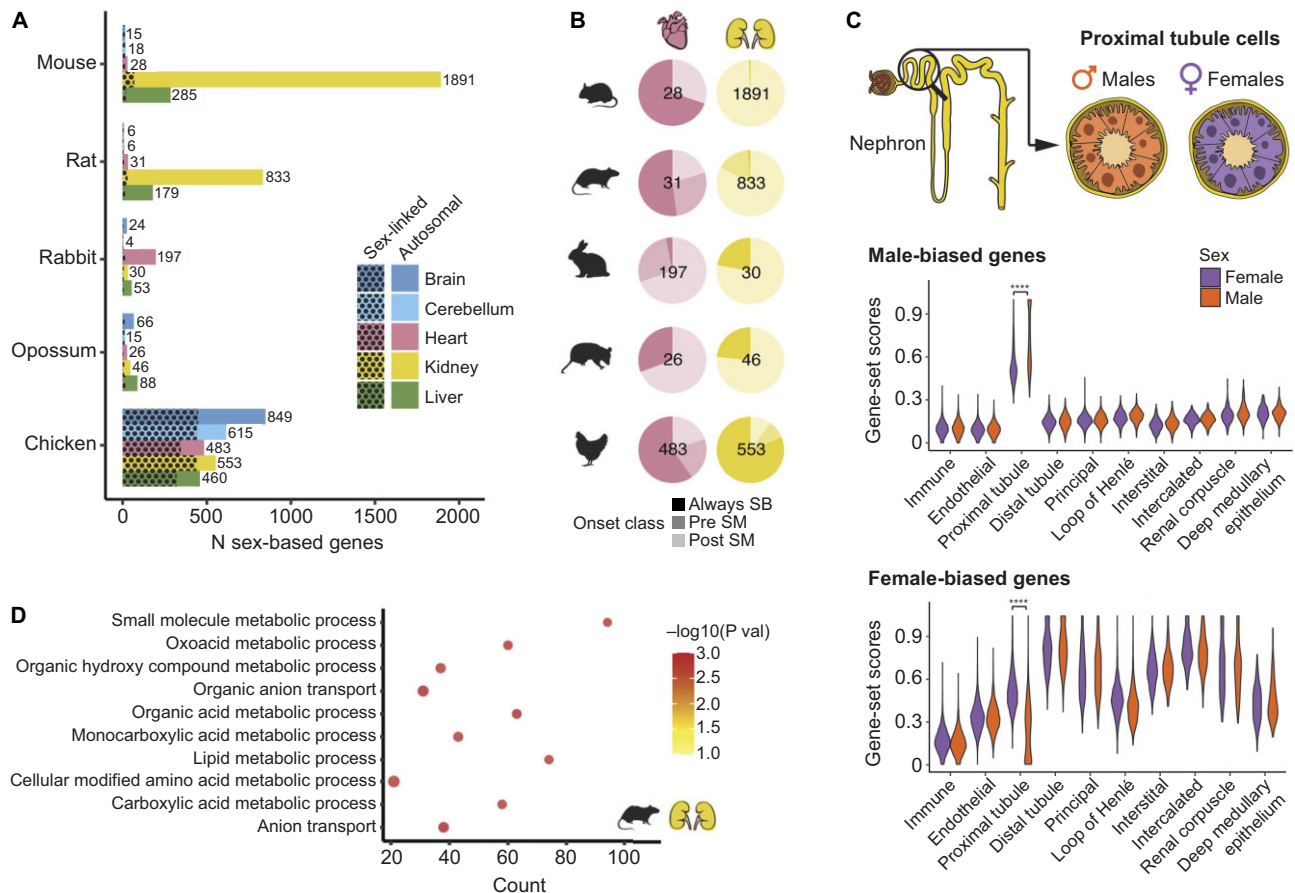 A
Mouse
15
18
28
1891
285
Rat
6
6
31
833
179
Rabbit
24
4
197
30
53
Opossum
66
15
26
46
88
Chicken
849
615
483
553
460
0 500 1000 1500 2000
N sex-based genes
Sex-linked
Autosomal
Brain
Cerebellum
Heart
Kidney
Liver
B
28 1891
31 833
197 30
26 46
483 553
Onset class
Always SB
Pre SM
Post SM
C
Proximal tubule cells
♂ Males ♀ Females
Nephron
Male-biased genes
Sex
Female
Male
****
Gene-set scores
0.9
0.6
0.3
0
Immune
Endothelial
Proximal tubule
Distal tubule
Principal
Loop of Henlé
Interstital
Intercalated
Renal corpuscle
Deep medullary
epithelium
Female-biased genes
****
Gene-set scores
0.9
0.6
0.3
0
Immune
Endothelial
Proximal tubule
Distal tubule
Principal
Loop of Henlé
Interstital
Intercalated
Renal corpuscle
Deep medullary
epithelium
D
Small molecule metabolic process
Oxoacid metabolic process
Organic hydroxy compound metabolic process
Organic anion transport
Organic acid metabolic process
Monocarboxylic acid metabolic process
Lipid metabolic process
Cellular modified amino acid metabolic process
Carboxylic acid metabolic process
Anion transport
20 40 60 80 100
Count
–log10(P val)
3.0
2.5
2.0
1.5
1.0